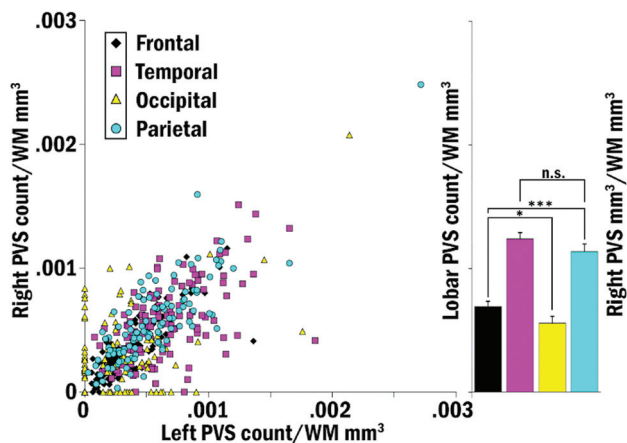 .003
.002
.001
0
Right PVS count/WM mm³
Frontal
Temporal
Occipital
Parietal
0
.001
.002
.003
Left PVS count/WM mm³
Lobar PVS count/WM mm³
n.s.
***
*
Right PVS mm³/WM mm³